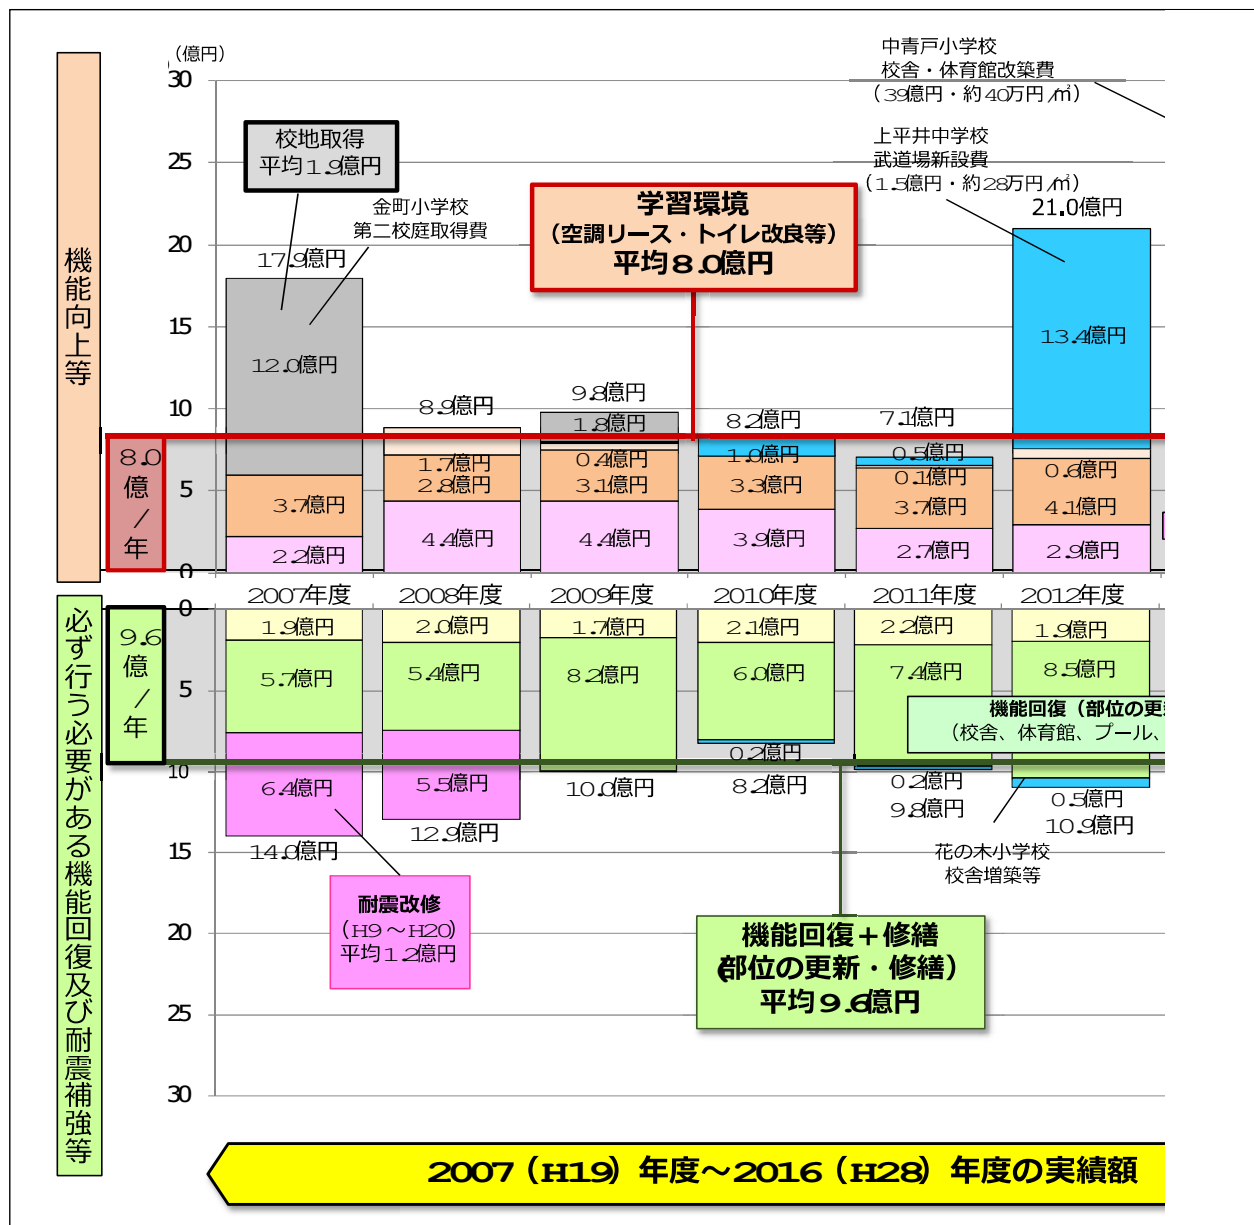 （億円）
30
25
20
15
10
5
0
機能向上等
8.0億／年
中青戸小学校
校舎・体育館改築費
（39億円・約40万円/㎡）
上平井中学校
武道場新設費
（1.5億円・約28万円/㎡）
校地取得
平均1.9億円
金町小学校
第二校庭取得費
学習環境
（空調リース・トイレ改良等）
平均8.0億円
17.9億円
12.0億円
3.7億円
2.2億円
8.9億円
1.7億円
2.8億円
4.4億円
9.8億円
1.8億円
0.4億円
3.1億円
4.4億円
8.2億円
1.0億円
3.3億円
3.9億円
7.1億円
0.5億円
0.1億円
3.7億円
2.7億円
21.0億円
13.4億円
0.6億円
4.1億円
2.9億円
2007年度
2008年度
2009年度
2010年度
2011年度
2012年度
必ず行う必要がある機能回復及び耐震補強等
9.6億／年
0
5
10
15
20
25
30
1.9億円
5.7億円
6.4億円
14.0億円
2.0億円
5.4億円
5.5億円
12.9億円
1.7億円
8.2億円
10.0億円
2.1億円
6.0億円
0.2億円
8.2億円
2.2億円
7.4億円
0.2億円
9.8億円
1.9億円
8.5億円
0.5億円
10.9億円
機能回復（部位の更
（校舎、体育館、プール、
花の木小学校
校舎増築等
耐震改修
（H9～H20）
平均1.2億円
機能回復＋修繕
（部位の更新・修繕）
平均9.6億円
2007（H19）年度～2016（H28）年度の実績額